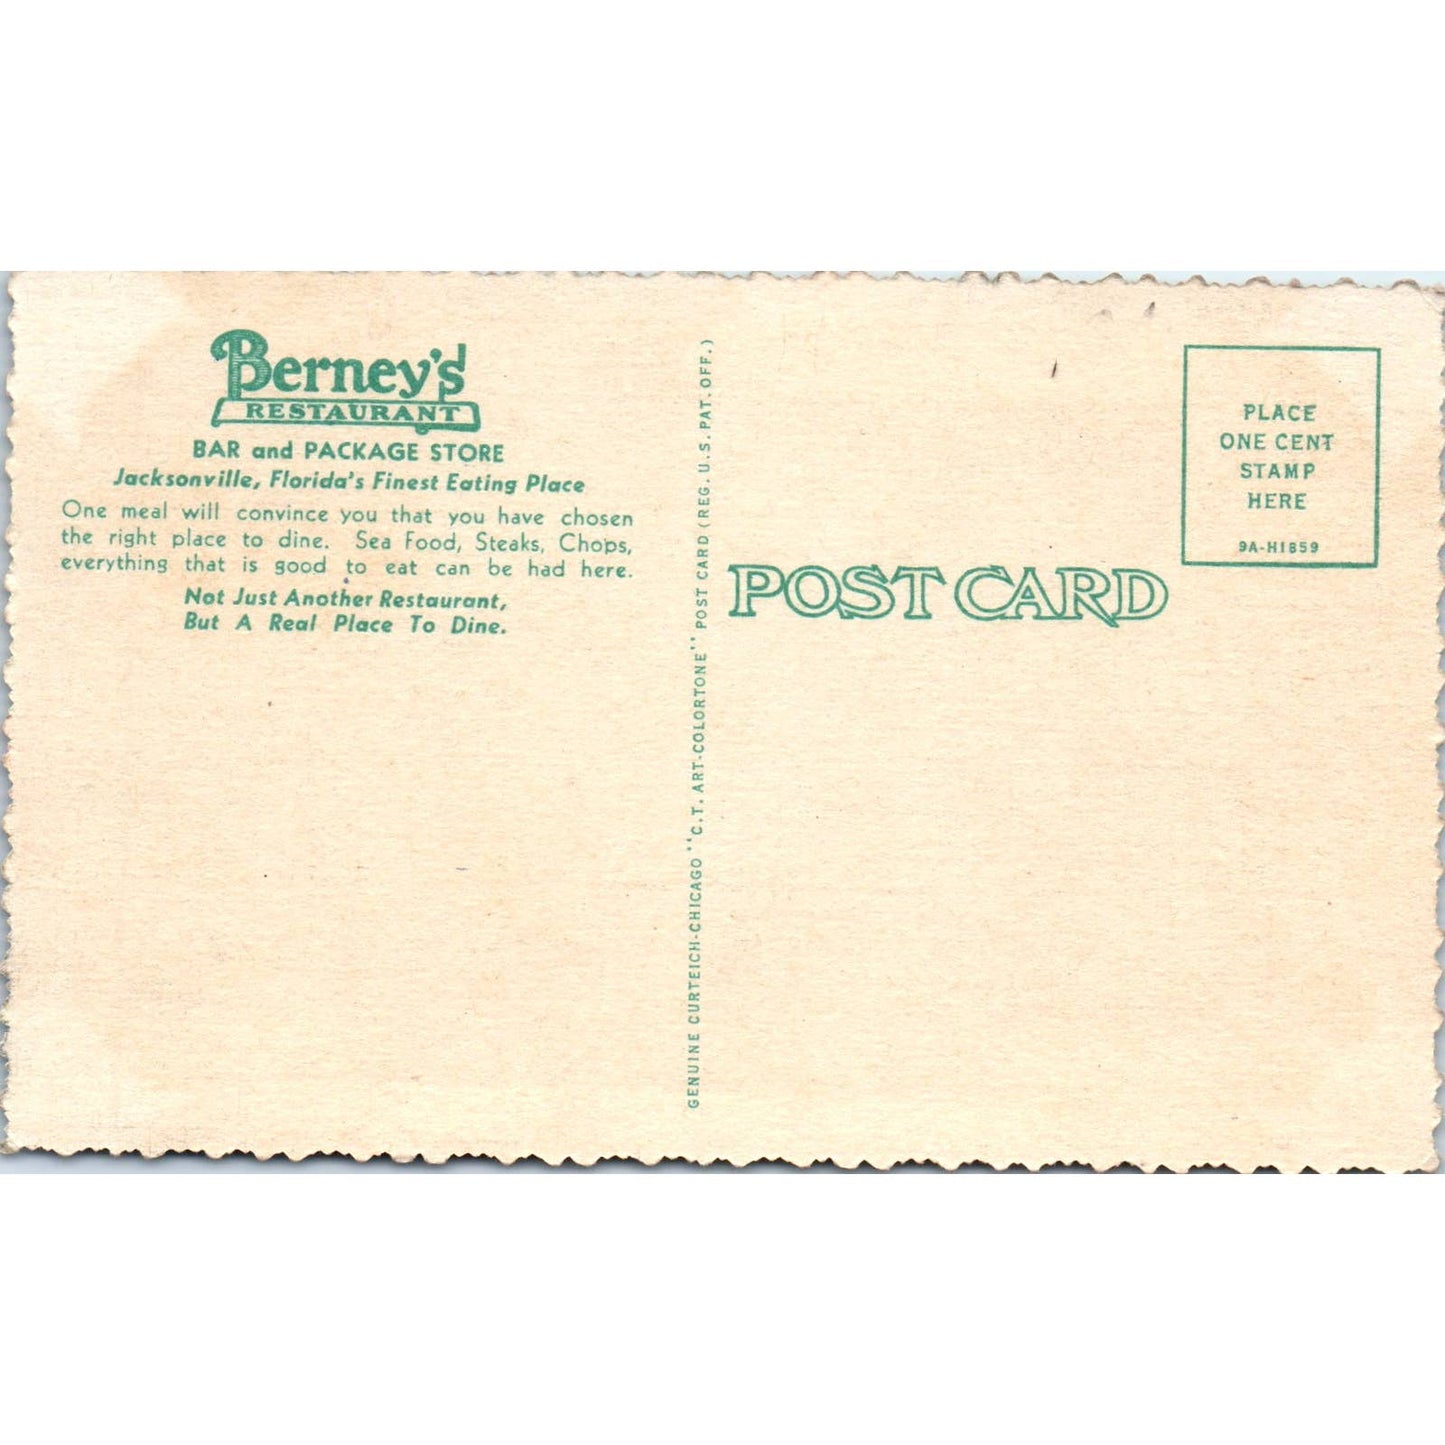 Berney's
RESTAURANT
BAR and PACKAGE STORE
Jacksonville, Florida's Finest Eating Place
One meal will convince you that you have chosen
the right place to dine. Sea Food, Steaks, Chops,
everything that is good to eat can be had here.
Not Just Another Restaurant,
But A Real Place To Dine.
GENUINE CURTEICH-CHICAGO "C.T. ART-COLORTONE" POST CARD (REG. U.S. PAT. OFF.)
POST CARD
PLACE
ONE CENT
STAMP
HERE
9A-H1859